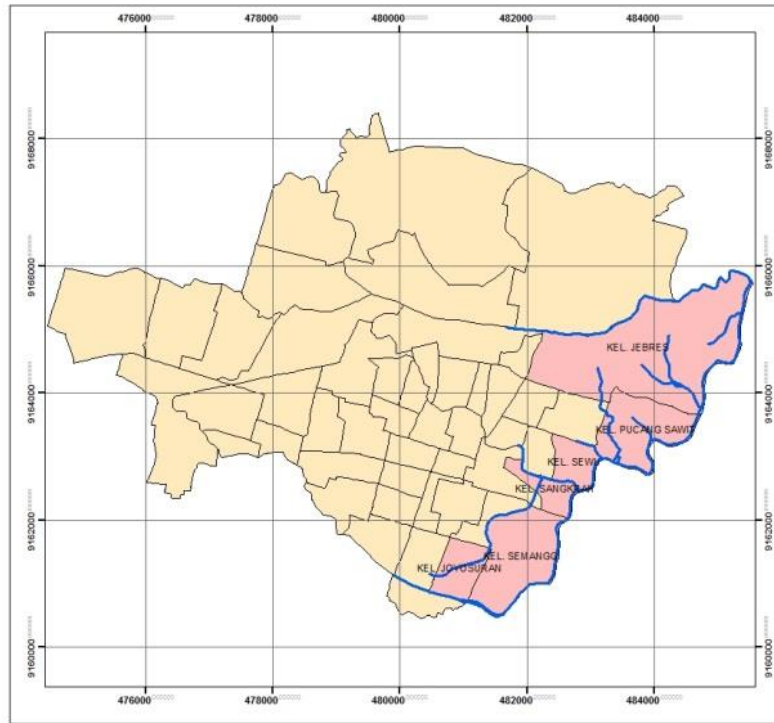 476000 478000 480000 482000 484000
9168000 9168000
9166000 9166000
KEL. JEBRES
9164000 9164000
KEL. PUCANG SAWIT
KEL. SEWU
KEL. SANGKRAH
9162000 9162000
KEL. SEMANGGI
KEL. JOYOSURAN
9160000 9160000
476000 478000 480000 482000 484000